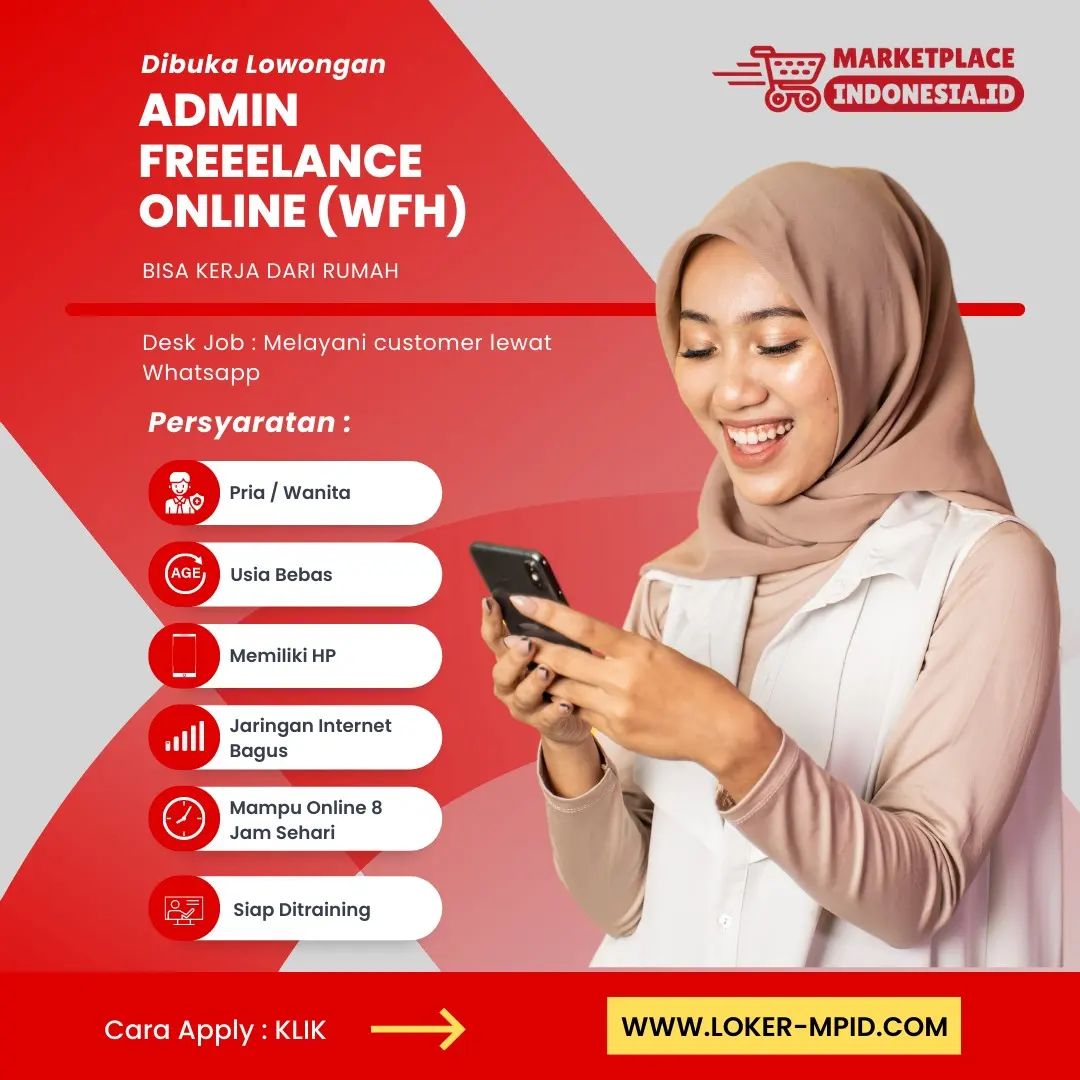 Dibuka Lowongan
ADMIN
FREEELANCE
ONLINE (WFH)
BISA KERJA DARI RUMAH
MARKETPLACE
INDONESIA.ID
Desk Job : Melayani customer lewat
Whatsapp
Persyaratan :
Pria / Wanita
AGE
Usia Bebas
Memiliki HP
Jaringan Internet
Bagus
Mampu Online 8
Jam Sehari
Siap Ditraining
Cara Apply : KLIK
WWW.LOKER-MPID.COM